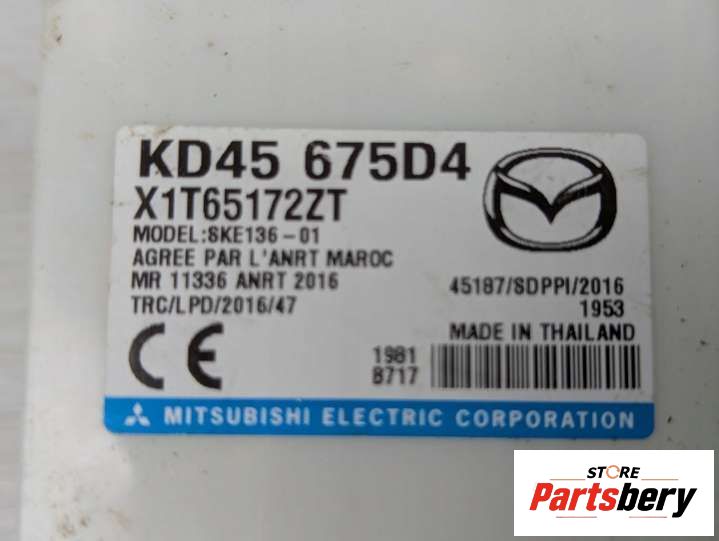 KD45 675D4
X1T65172ZT
MODEL:SKE136-01
AGREE PAR L'ANRT MAROC
MR 11336 ANRT 2016
TRC/LPD/2016/47
45187/SDPPI/2016
1953
MADE IN THAILAND
CE
1981
8717
MITSUBISHI ELECTRIC CORPORATION
STORE
Partsbery